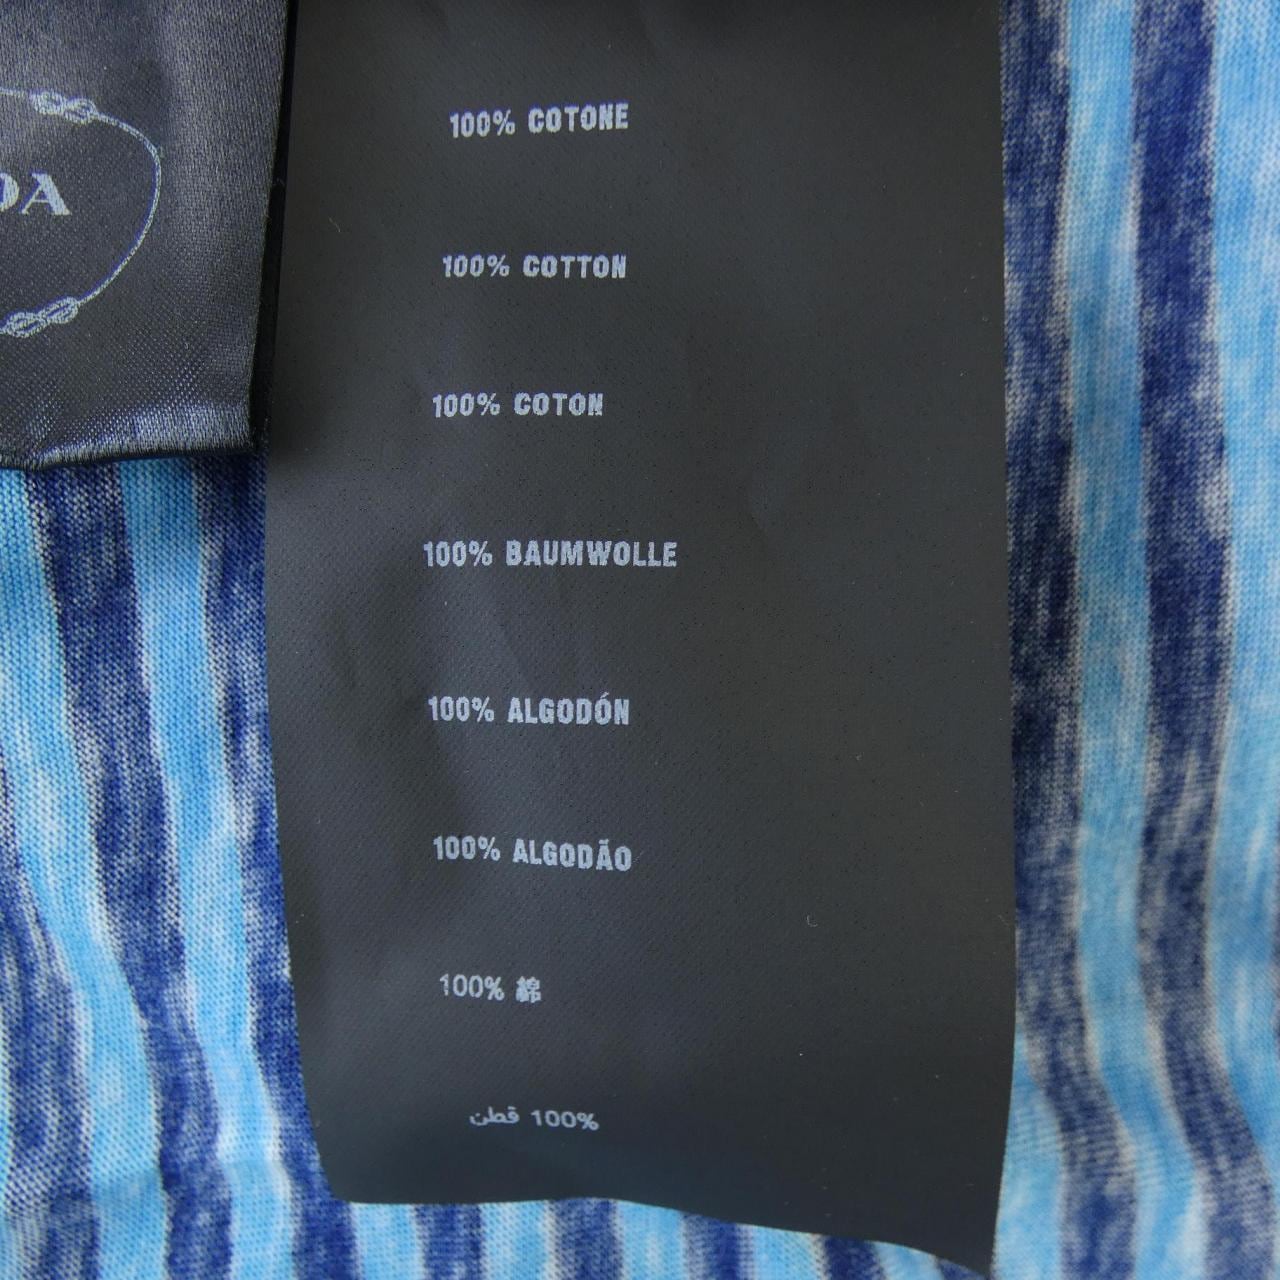 DA
100% COTONE
100% COTTON
100% COTON
100% BAUMWOLLE
100% ALGODÓN
100% ALGODÃO
100% 綿
100% قطن